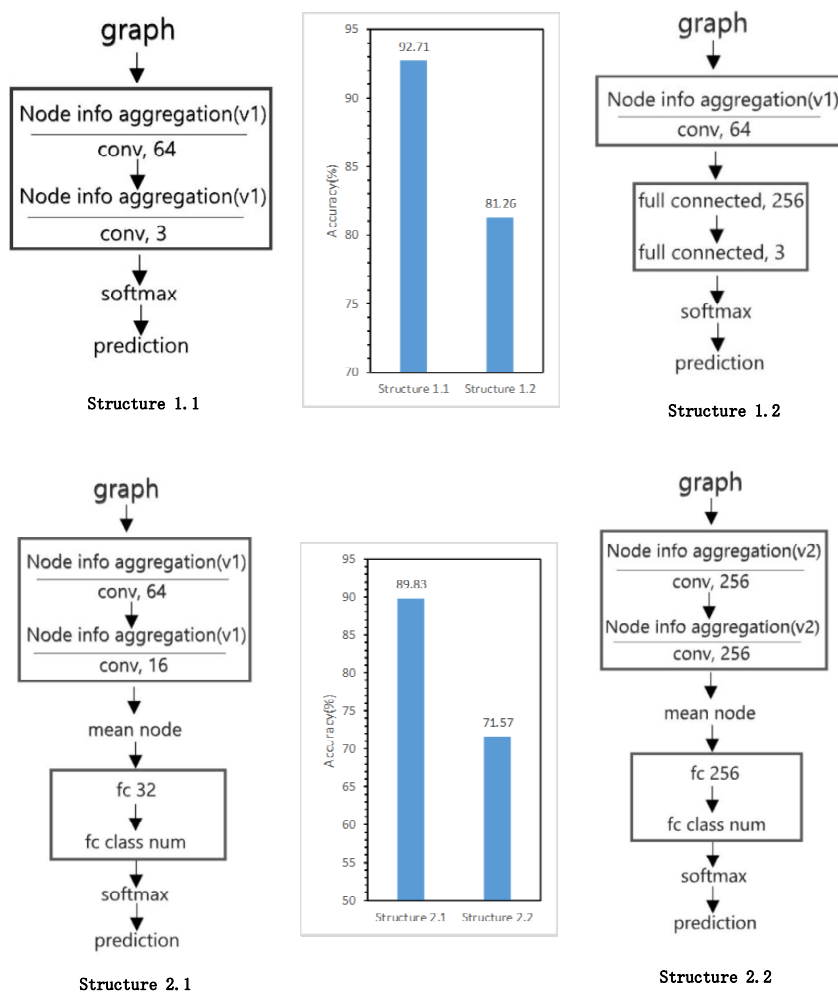 graph
Node info aggregation(v1)
conv, 64
Node info aggregation(v1)
conv, 3
softmax
prediction
Structure 1.1
95
90
85
80
75
70
Accuracy(%)
92.71
81.26
Structure 1.1
Structure 1.2
graph
Node info aggregation(v1)
conv, 64
full connected, 256
full connected, 3
softmax
prediction
Structure 1.2
graph
Node info aggregation(v1)
conv, 64
Node info aggregation(v1)
conv, 16
mean node
fc 32
fc class num
softmax
prediction
Structure 2.1
95
90
85
80
75
70
65
60
55
50
Accuracy(%)
89.83
71.57
Structure 2.1
Structure 2.2
graph
Node info aggregation(v2)
conv, 256
Node info aggregation(v2)
conv, 256
mean node
fc 256
fc class num
softmax
prediction
Structure 2.2